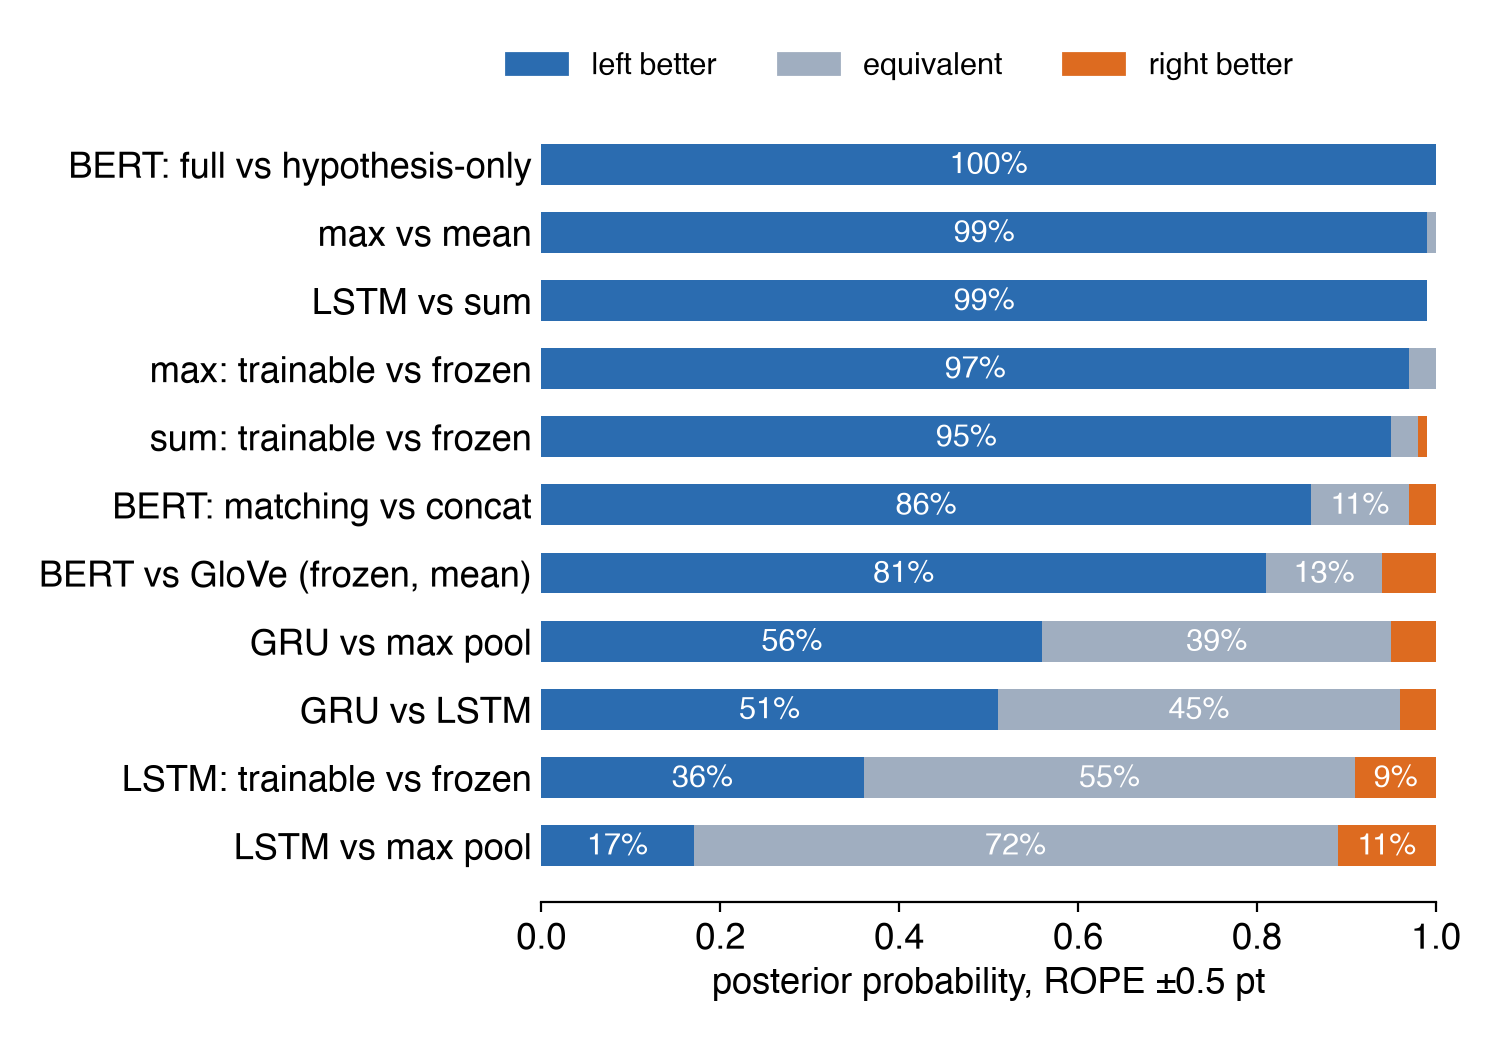 left better equivalent right better
BERT: full vs hypothesis-only 100%
max vs mean 99%
LSTM vs sum 99%
max: trainable vs frozen 97%
sum: trainable vs frozen 95%
BERT: matching vs concat 86% 11%
BERT vs GloVe (frozen, mean) 81% 13%
GRU vs max pool 56% 39%
GRU vs LSTM 51% 45%
LSTM: trainable vs frozen 36% 55% 9%
LSTM vs max pool 17% 72% 11%
0.0 0.2 0.4 0.6 0.8 1.0
posterior probability, ROPE ±0.5 pt